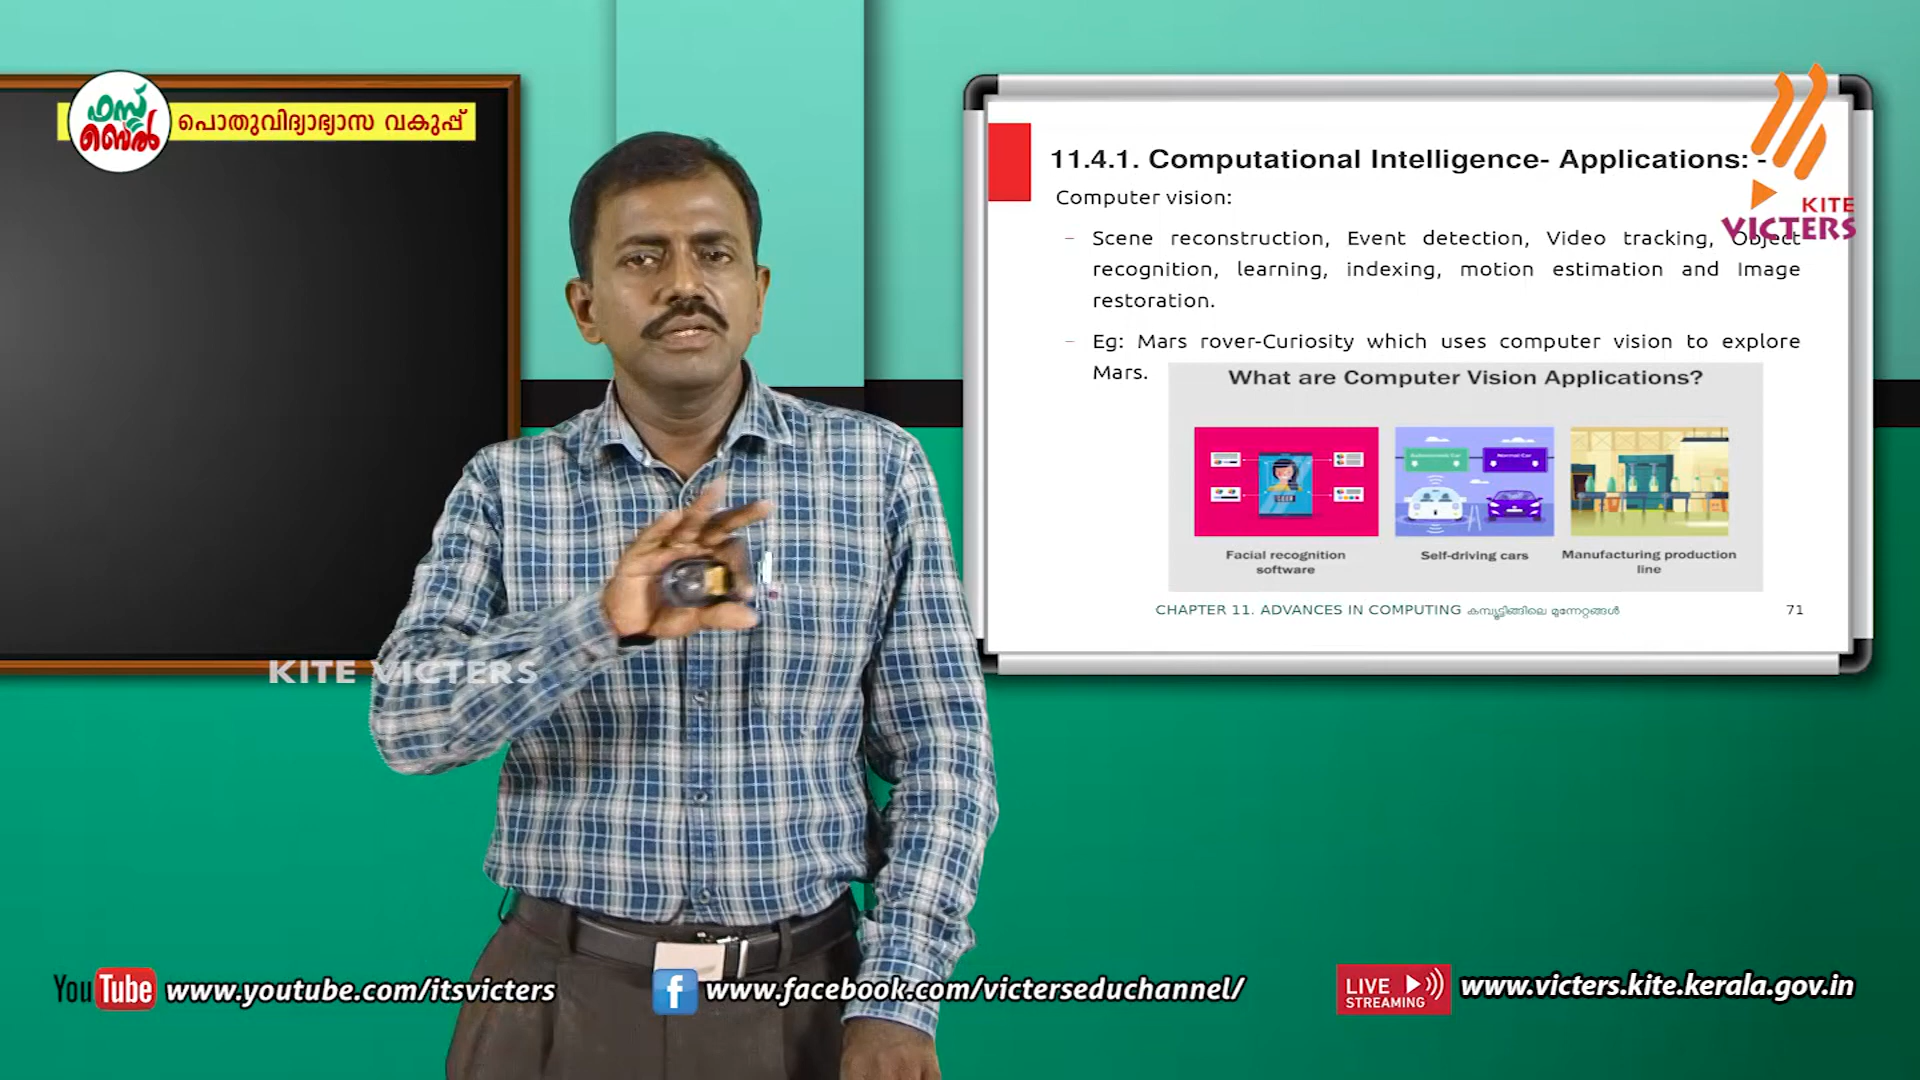 ഫസ്റ്റ്
ബെൽ
പൊതുവിദ്യാഭ്യാസ വകുപ്പ്
11.4.1. Computational Intelligence- Applications: -
KITE
VICTERS
Computer vision:
– Scene reconstruction, Event detection, Video tracking, Object
recognition, learning, indexing, motion estimation and Image
restoration.
– Eg: Mars rover-Curiosity which uses computer vision to explore
Mars.
What are Computer Vision Applications?
Autonomous Car
Normal Car
Facial recognition
software
Self-driving cars
Manufacturing production
line
CHAPTER 11. ADVANCES IN COMPUTING കമ്പ്യൂട്ടിങ്ങിലെ മുന്നേറ്റങ്ങൾ
71
KITE VICTERS
YouTube www.youtube.com/itsvicters
f www.facebook.com/victerseduchannel/
LIVE
STREAMING
www.victers.kite.kerala.gov.in